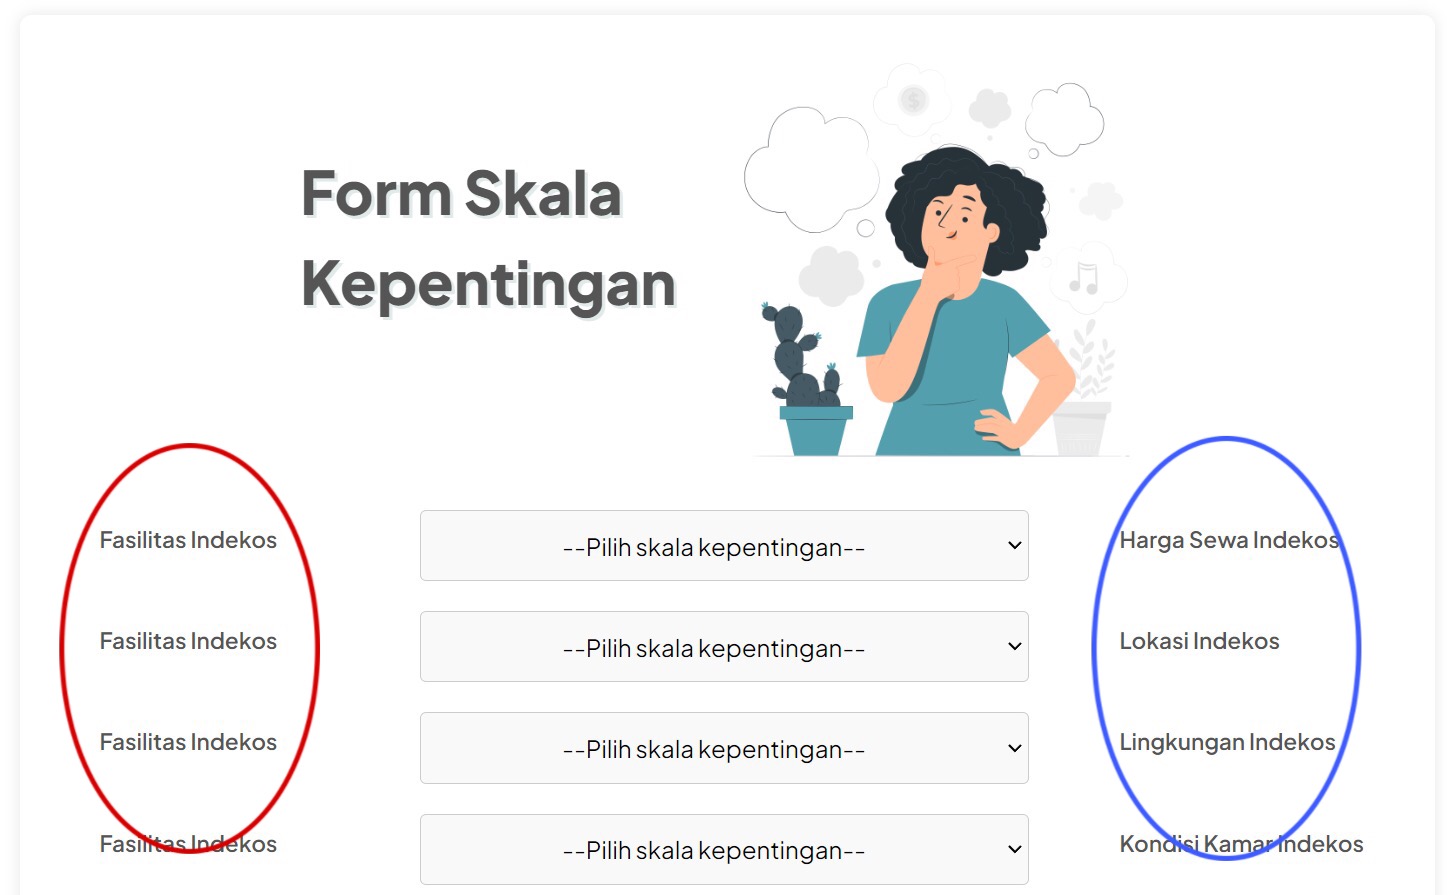 Form Skala
Kepentingan
Fasilitas Indekos
--Pilih skala kepentingan--
Harga Sewa Indekos
Fasilitas Indekos
--Pilih skala kepentingan--
Lokasi Indekos
Fasilitas Indekos
--Pilih skala kepentingan--
Lingkungan Indekos
Fasilitas Indekos
--Pilih skala kepentingan--
Kondisi Kamar Indekos